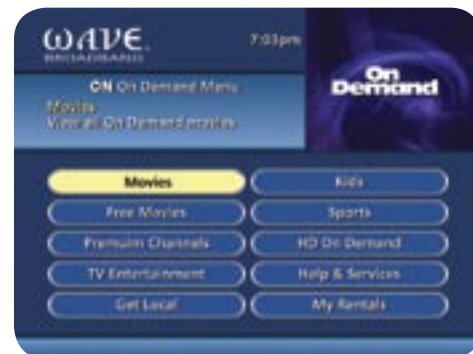 WAVE
BROADBAND
7:03pm
On
Demand
ON On Demand Menu
Movies
View all On Demand movies
Movies
Kids
Free Movies
Sports
Premuim Channels
HD On Demand
TV Entertainment
Help & Services
Get Local
My Rentals